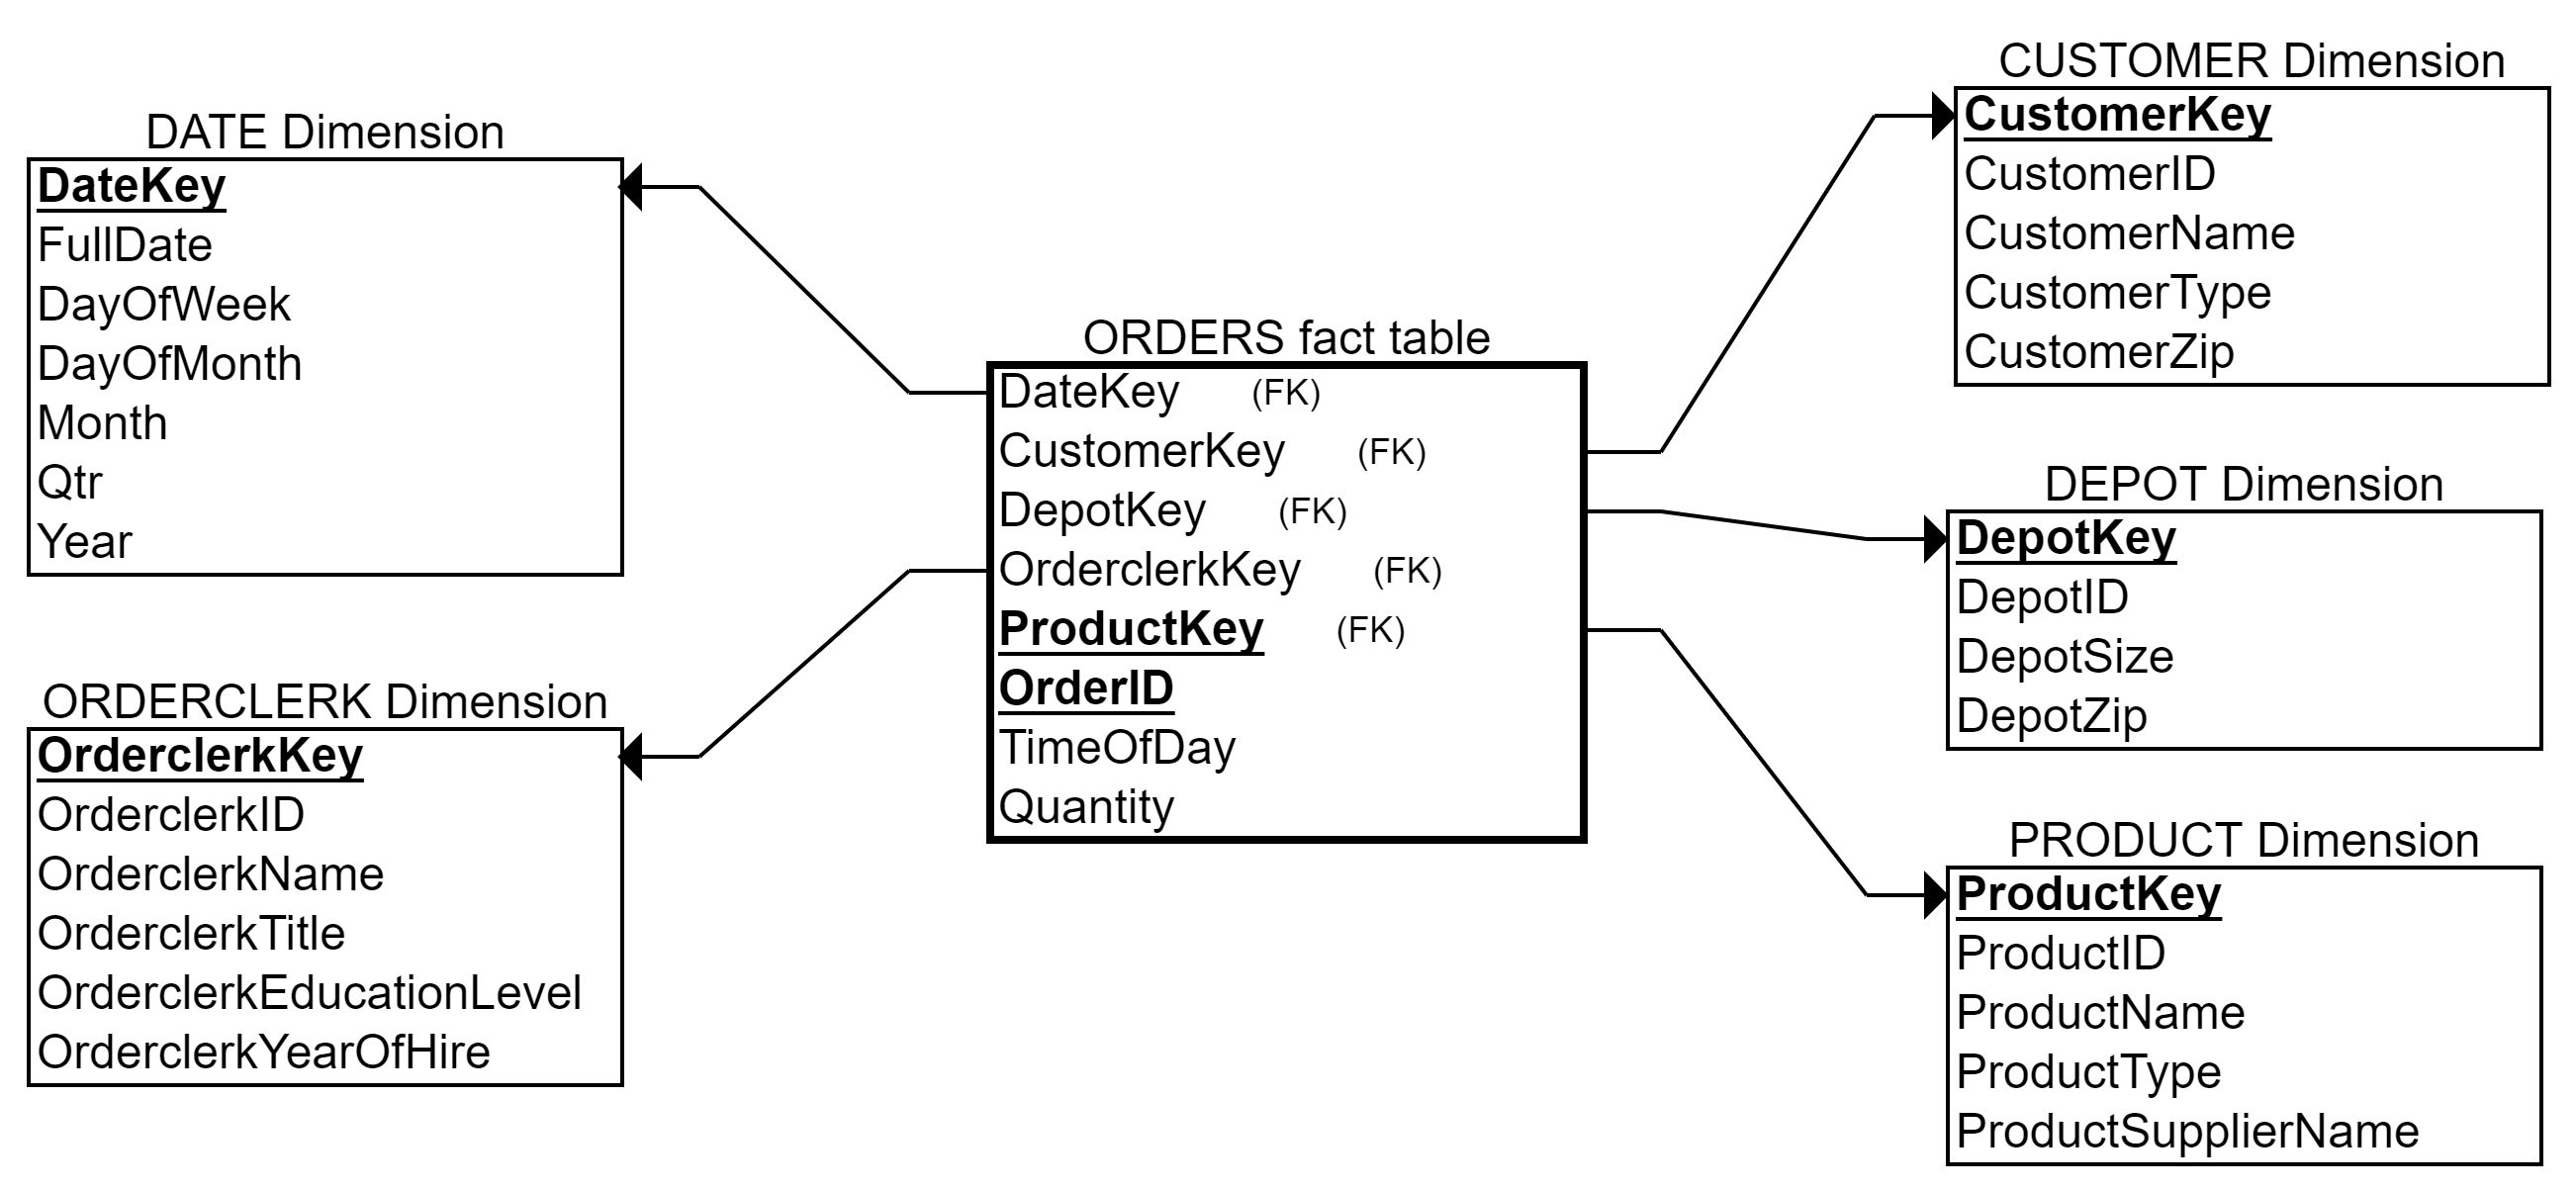 DATE Dimension
DateKey
FullDate
DayOfWeek
DayOfMonth
Month
Qtr
Year
ORDERCLERK Dimension
OrderclerkKey
OrderclerkID
OrderclerkName
OrderclerkTitle
OrderclerkEducationLevel
OrderclerkYearOfHire
ORDERS fact table
DateKey (FK)
CustomerKey (FK)
DepotKey (FK)
OrderclerkKey (FK)
ProductKey (FK)
OrderID
TimeOfDay
Quantity
CUSTOMER Dimension
CustomerKey
CustomerID
CustomerName
CustomerType
CustomerZip
DEPOT Dimension
DepotKey
DepotID
DepotSize
DepotZip
PRODUCT Dimension
ProductKey
ProductID
ProductName
ProductType
ProductSupplierName